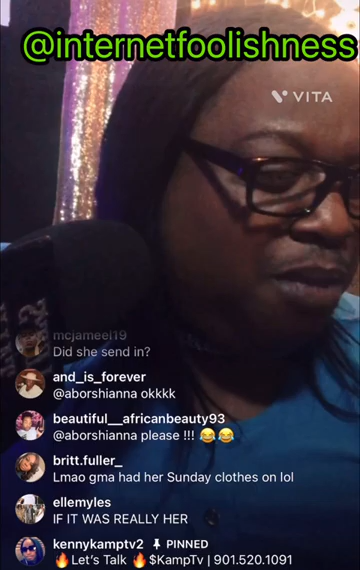 @internetfoolishness
VITA
mcjameel19
Did she send in?
and_is_forever
@aborshianna okkkk
beautiful__africanbeauty93
@aborshianna please !!! 😂😂
britt.fuller_
Lmao gma had her Sunday clothes on lol
ellemyles
IF IT WAS REALLY HER
kennykamptv2 📌 PINNED
🔥Let's Talk 🔥$KampTv | 901.520.1091